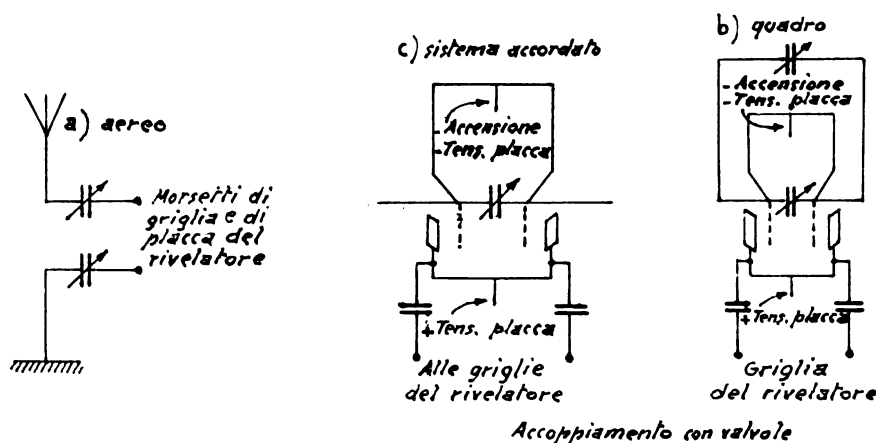 a) aereo
Morsetti di
griglia e di
placca del
rivelatore
c) sistema accordato
- Accensione
- Tens. placca
+ Tens. placca
Alle griglie
del rivelatore
b) quadro
- Accensione
- Tens. placca
+ Tens. placca
Griglia
del rivelatore
Accoppiamento con valvole